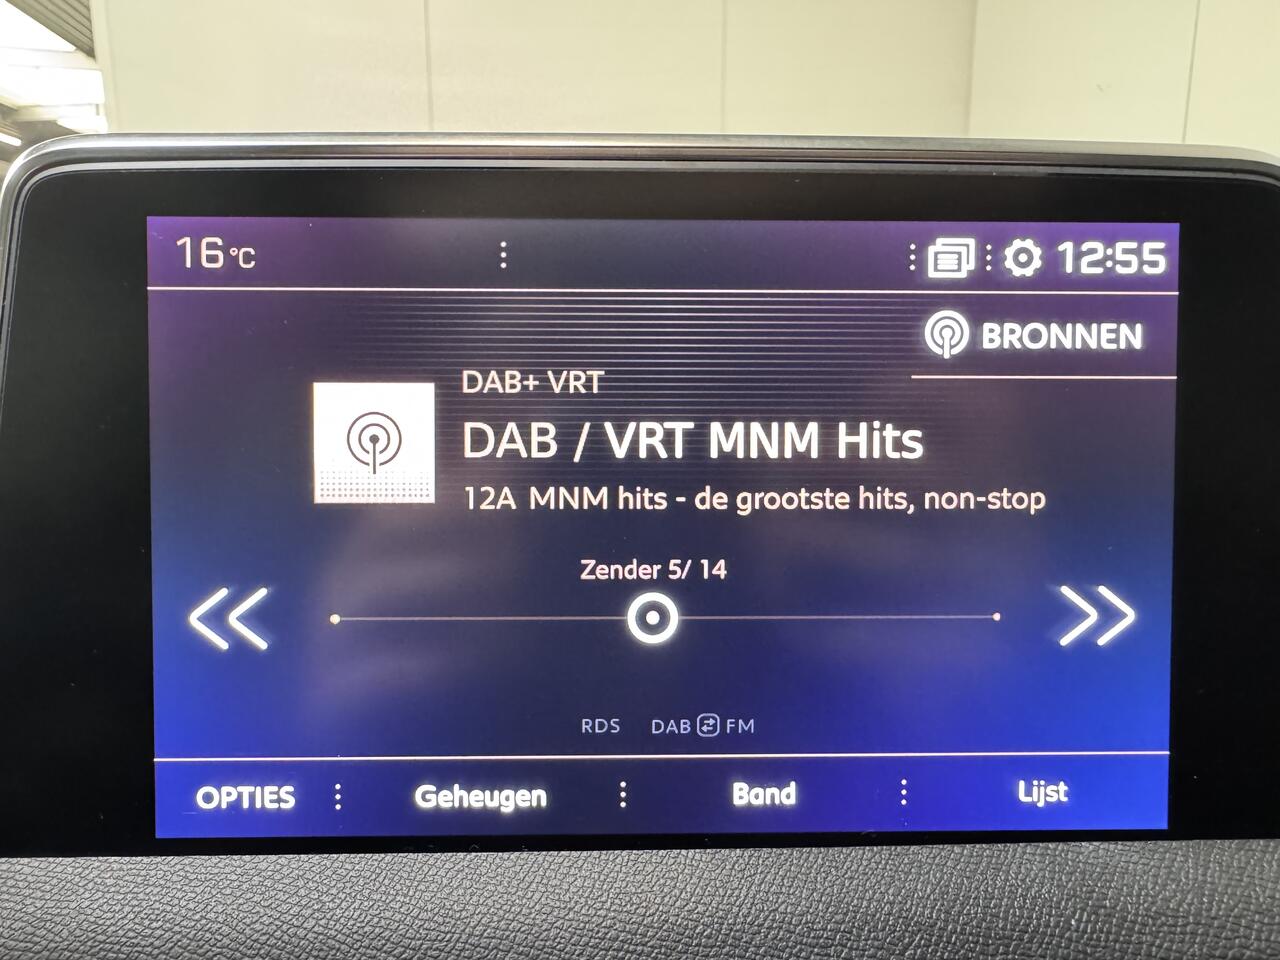 16°C
12:55
BRONNEN
DAB+ VRT
DAB / VRT MNM Hits
12A MNM hits - de grootste hits, non-stop
Zender 5/ 14
RDS DAB FM
OPTIES Geheugen Band Lijst